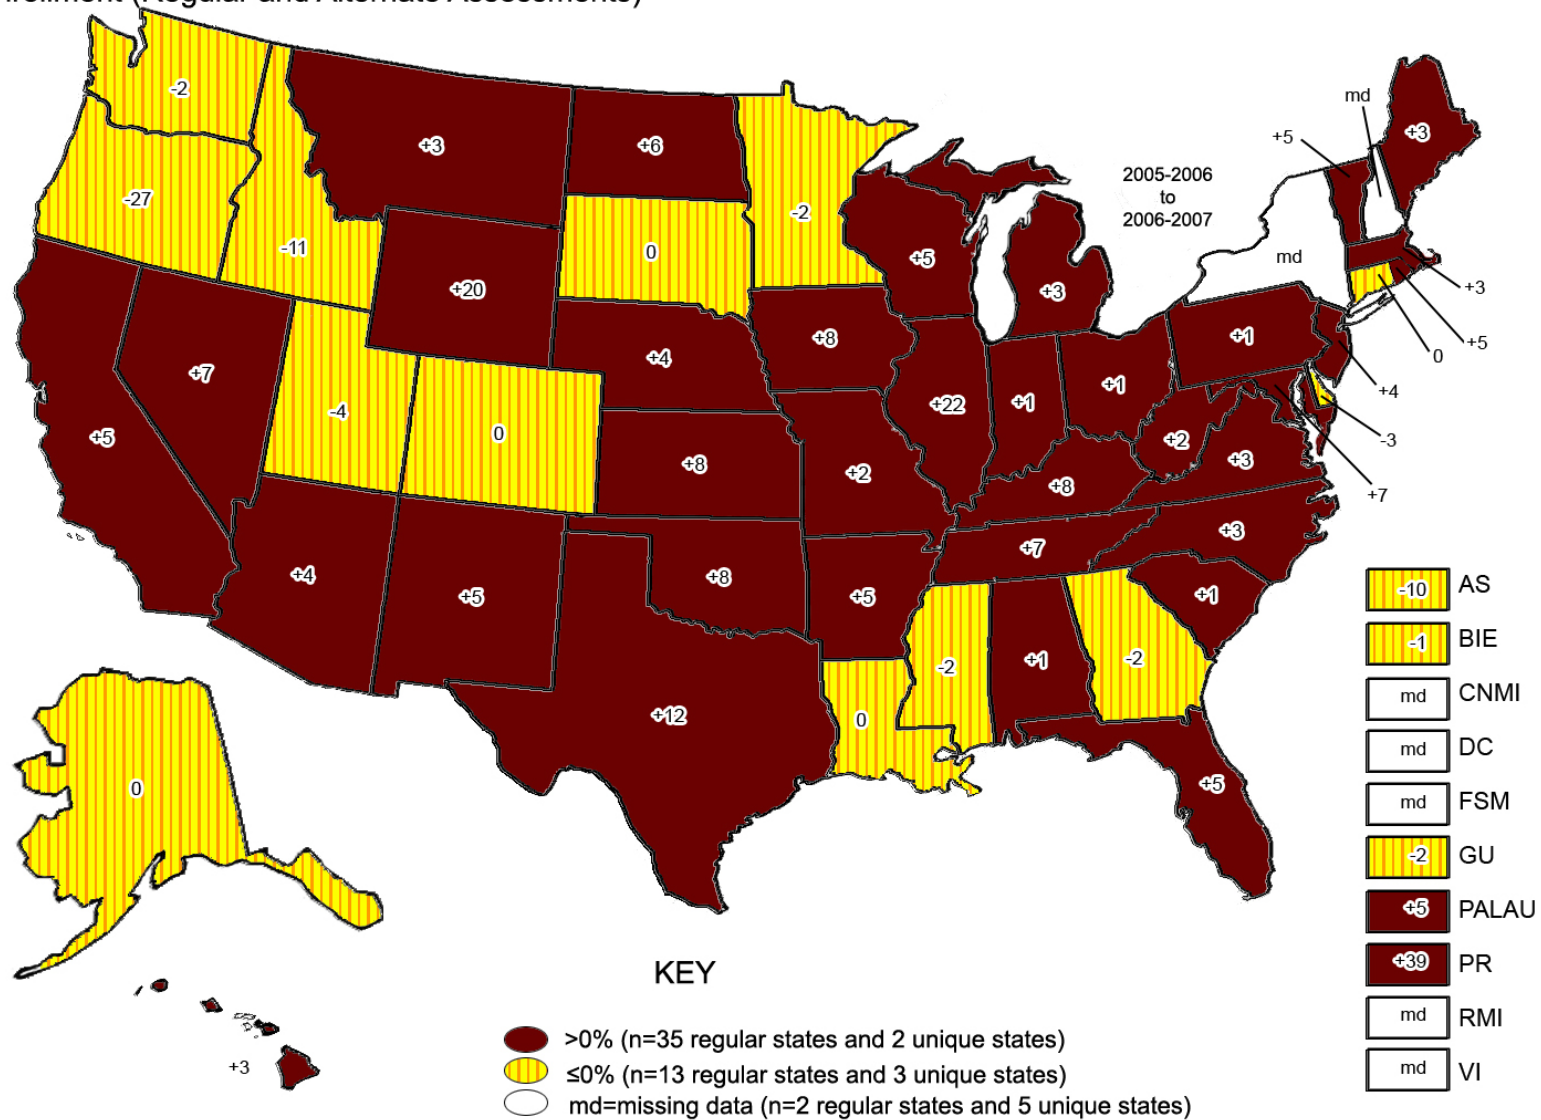 (Regular and Alternate Assessments)
-2
+3
+6
-2
md
+5
+3
2005-2006
to
2006-2007
-27
-11
0
+5
md
+20
+3
+3
+5
0
+4
-3
+7
+7
-4
0
+4
+8
+22
+1
+1
+1
+5
+8
+2
+2
+3
+8
+3
+4
+5
+8
+5
+7
+1
-2
+1
-2
+12
0
+5
0
+3
-10 AS
-1 BIE
md CNMI
md DC
md FSM
-2 GU
+5 PALAU
+39 PR
md RMI
md VI
KEY
>0% (n=35 regular states and 2 unique states)
≤0% (n=13 regular states and 3 unique states)
md=missing data (n=2 regular states and 5 unique states)